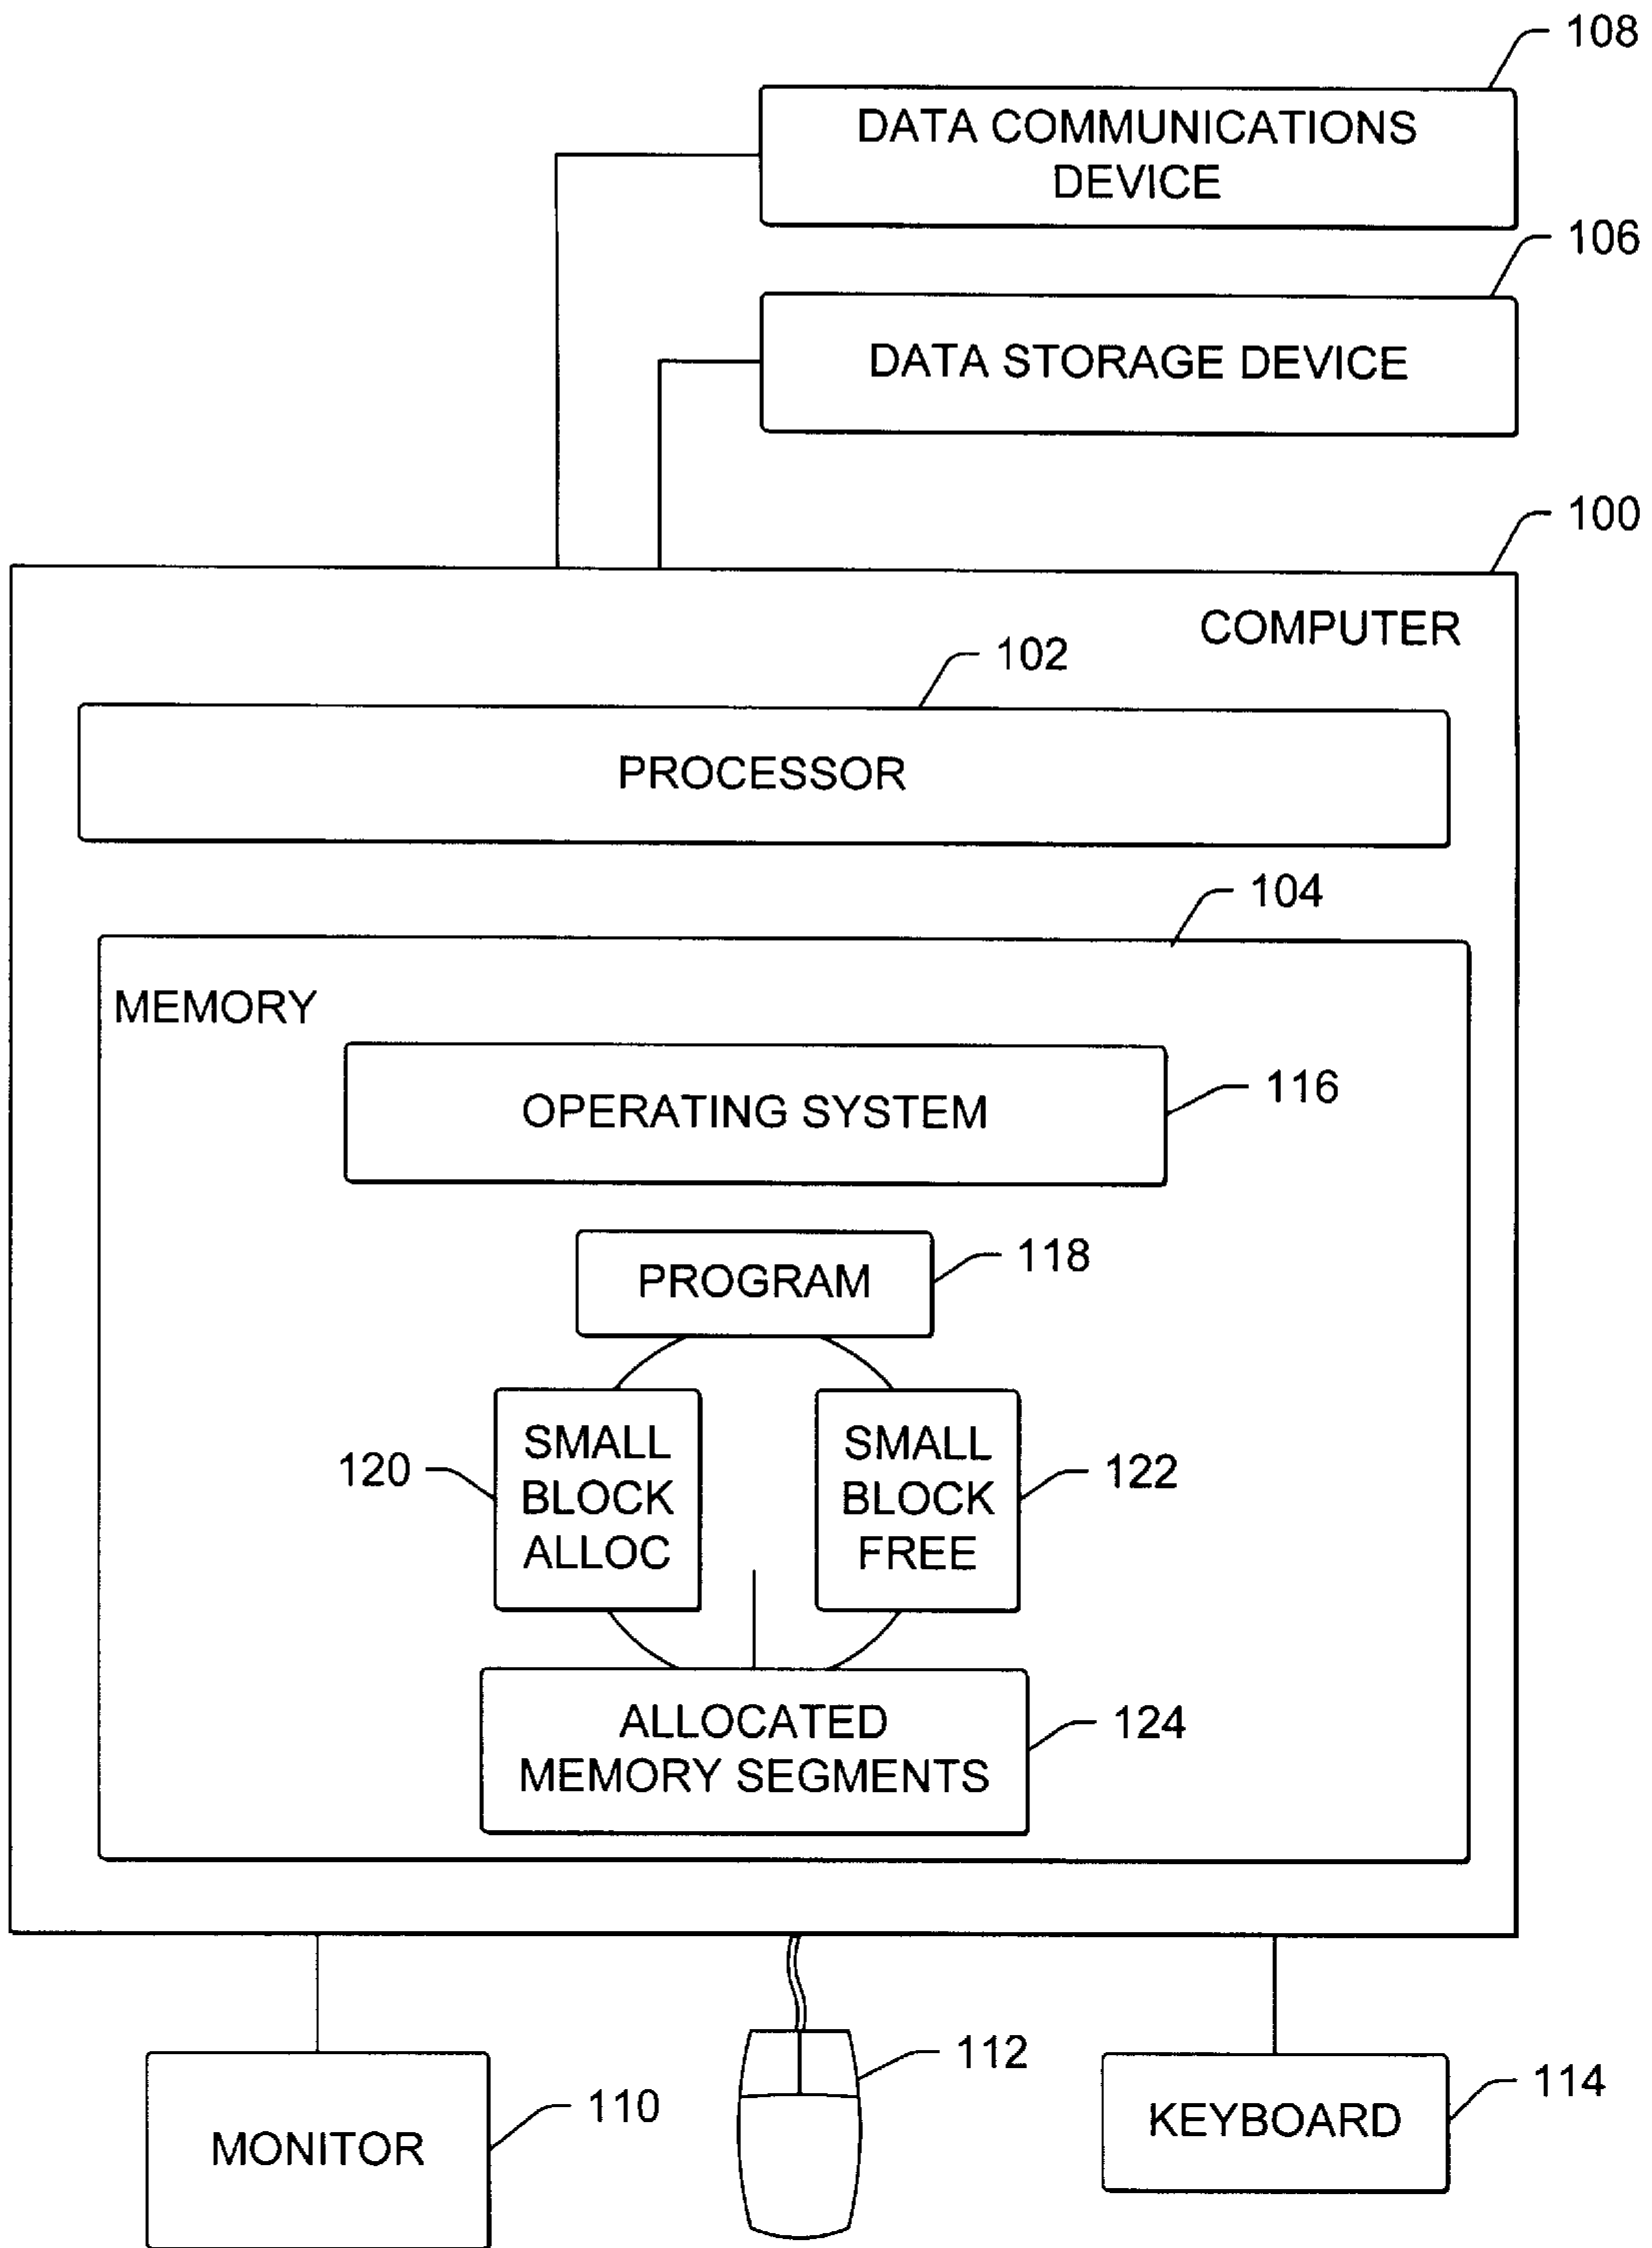 108
DATA COMMUNICATIONS
DEVICE
106
DATA STORAGE DEVICE
100
COMPUTER
102
PROCESSOR
104
MEMORY
OPERATING SYSTEM
116
PROGRAM
118
120
SMALL
BLOCK
ALLOC
SMALL
BLOCK
FREE
122
ALLOCATED
MEMORY SEGMENTS
124
MONITOR
110
112
KEYBOARD
114